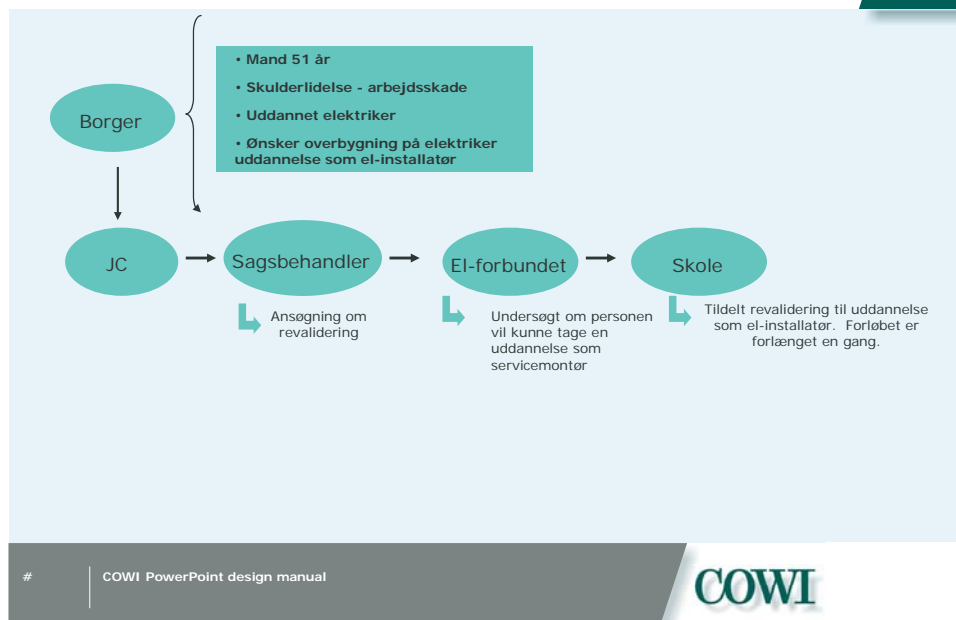 • Mand 51 år
• Skulderlidelse - arbejdsskade
• Uddannet elektriker
• Ønsker overbygning på elektriker
uddannelse som el-installatør
Borger
JC
Sagsbehandler
El-forbundet
Skole
Ansøgning om
revalidering
Undersøgt om personen
vil kunne tage en
uddannelse som
servicemontør
Tildelt revalidering til uddannelse
som el-installatør. Forløbet er
forlænget en gang.
#
COWI PowerPoint design manual
COWI